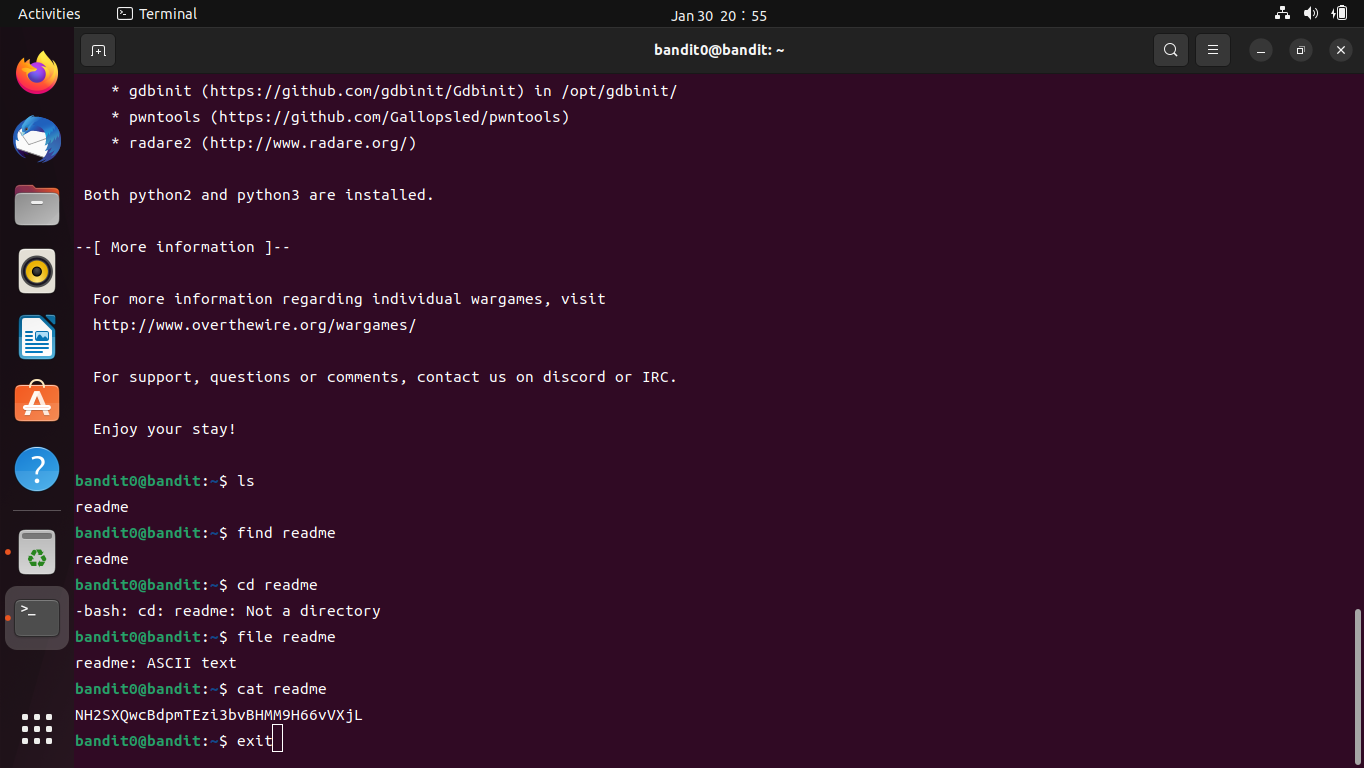 Activities
Terminal
Jan 30 20:55
bandit0@bandit: ~
* gdbinit (https://github.com/gdbinit/Gdbinit) in /opt/gdbinit/
* pwntools (https://github.com/Gallopsled/pwntools)
* radare2 (http://www.radare.org/)
Both python2 and python3 are installed.
--[ More information ]--
For more information regarding individual wargames, visit
http://www.overthewire.org/wargames/
For support, questions or comments, contact us on discord or IRC.
Enjoy your stay!
bandit0@bandit:~$ ls
readme
bandit0@bandit:~$ find readme
readme
bandit0@bandit:~$ cd readme
-bash: cd: readme: Not a directory
bandit0@bandit:~$ file readme
readme: ASCII text
bandit0@bandit:~$ cat readme
NH2SXQwcBdpmTEzi3bvBHMM9H66vVXjL
bandit0@bandit:~$ exit